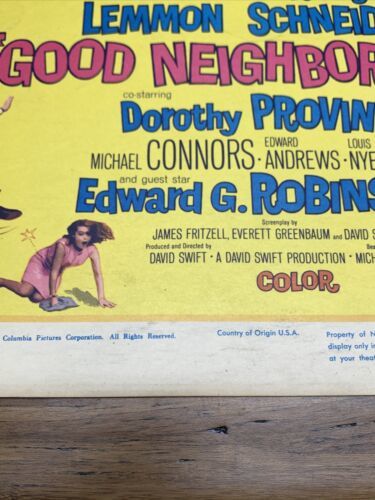 LEMMON SCHNEID
GOOD NEIGHBOR
co-starring
Dorothy PROVIN
MICHAEL CONNORS · EDWARD ANDREWS · LOUIS NYE
and guest star
Edward G. ROBINS
Screenplay by
JAMES FRITZELL, EVERETT GREENBAUM and DAVID S
Produced and Directed by
DAVID SWIFT · A DAVID SWIFT PRODUCTION · MICH
COLOR
Columbia Pictures Corporation. All Rights Reserved.
Country of Origin U.S.A.
Property of N
display only in
at your theat